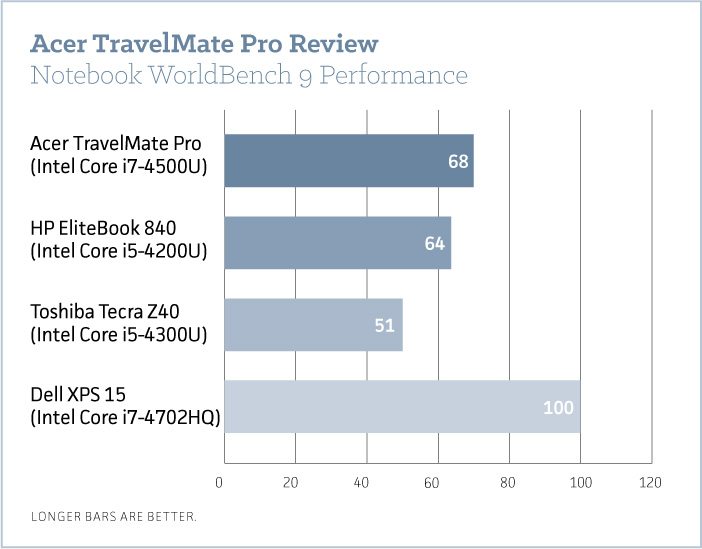 Acer TravelMate Pro Review
Notebook WorldBench 9 Performance
Acer TravelMate Pro
(Intel Core i7-4500U)
68
HP EliteBook 840
(Intel Core i5-4200U)
64
Toshiba Tecra Z40
(Intel Core i5-4300U)
51
Dell XPS 15
(Intel Core i7-4702HQ)
100
0 20 40 60 80 100 120
LONGER BARS ARE BETTER.